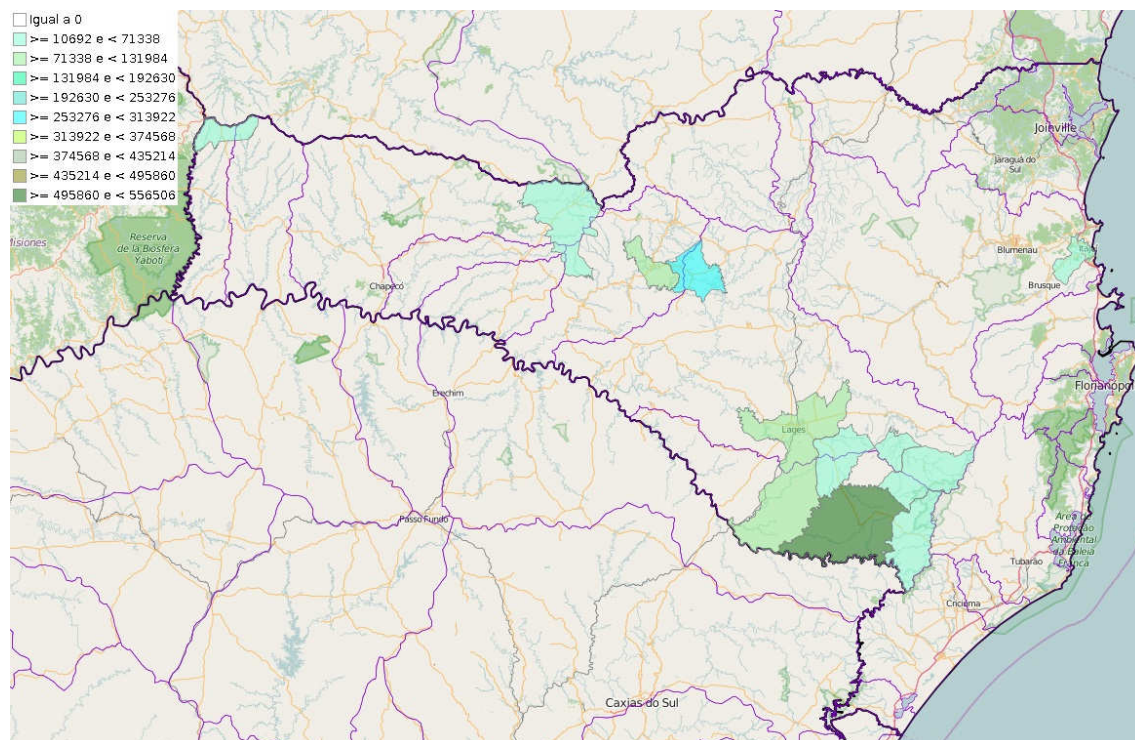 Igual a 0
>= 10692 e < 71338
>= 71338 e < 131984
>= 131984 e < 192630
>= 192630 e < 253276
>= 253276 e < 313922
>= 313922 e < 374568
>= 374568 e < 435214
>= 435214 e < 495860
>= 495860 e < 556506
Joinville
Jaraguá do
Sul
Misiones
Reserva
de la Biosfera
Yabotí
Blumenau
Chapecó
Brusque
Florianópol
Erechim
Lages
Passo Fundo
Área de
Proteção
Ambiental
da Baleia
Franca
Tubarão
Criciúma
Caxias do Sul